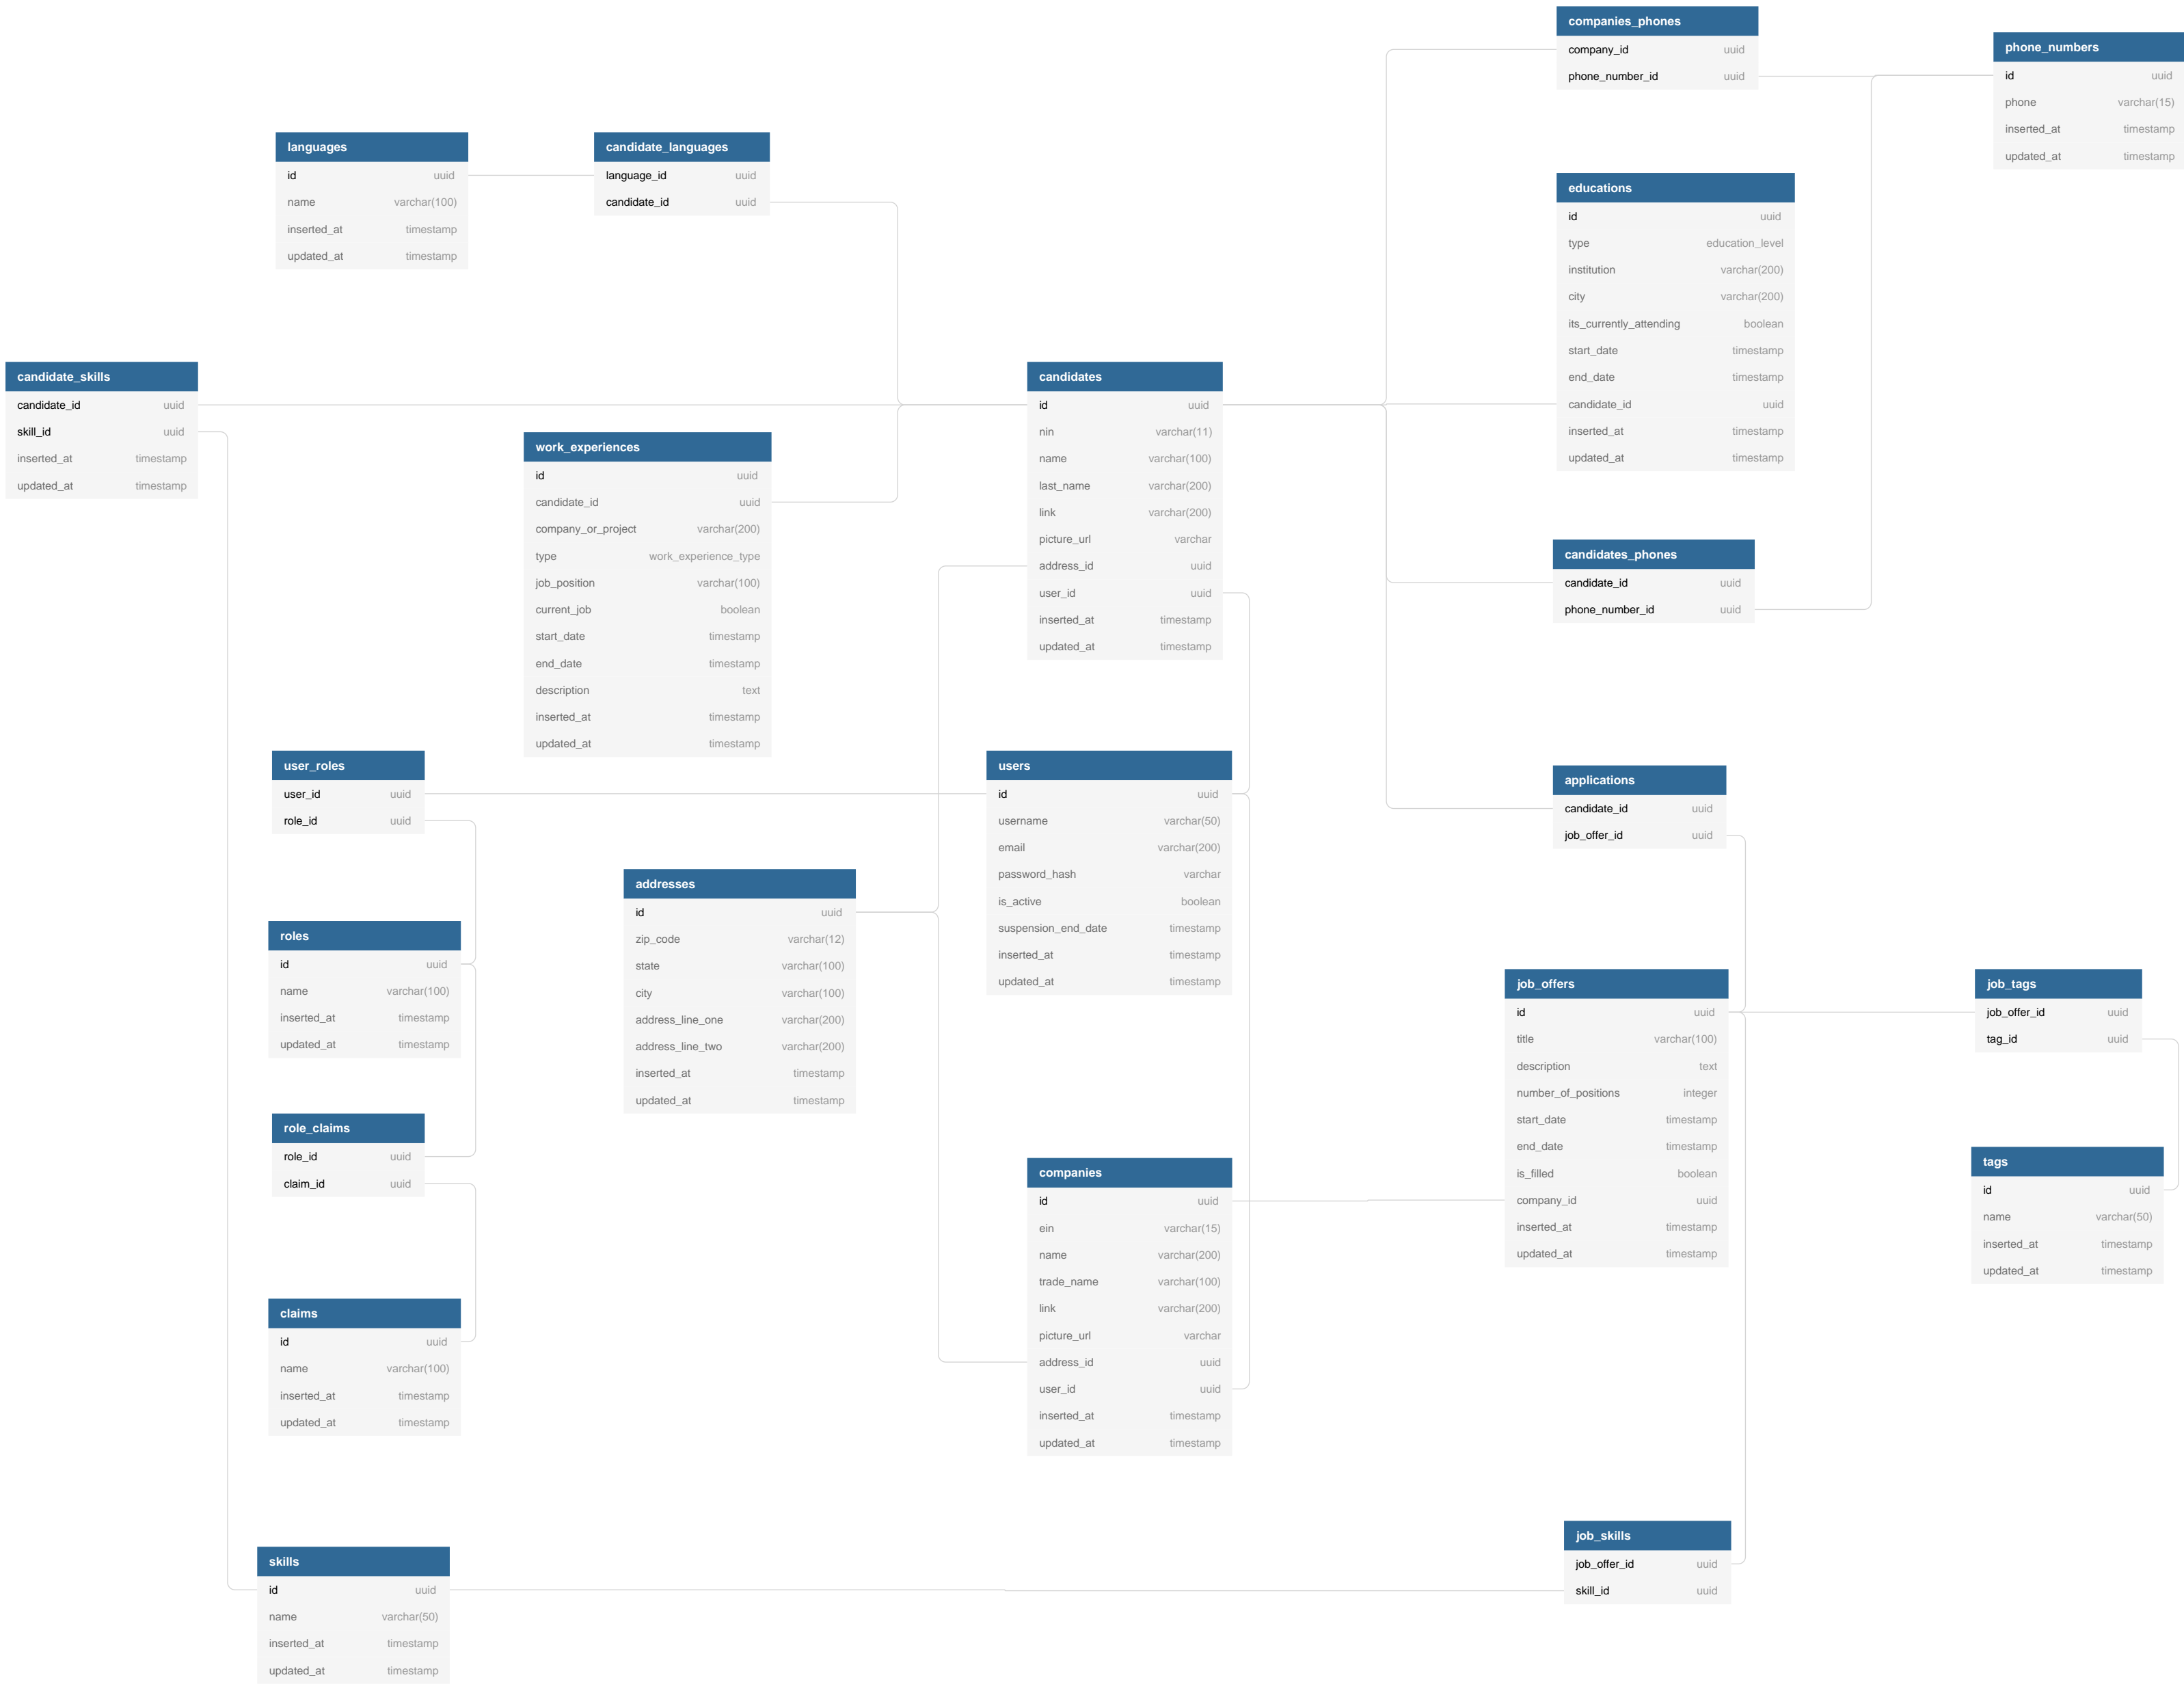 companies_phones
company_id uuid
phone_number_id uuid
phone_numbers
id uuid
phone varchar(15)
inserted_at timestamp
updated_at timestamp
languages
id uuid
name varchar(100)
inserted_at timestamp
updated_at timestamp
candidate_languages
language_id uuid
candidate_id uuid
educations
id uuid
type education_level
institution varchar(200)
city varchar(200)
its_currently_attending boolean
start_date timestamp
end_date timestamp
candidate_id uuid
inserted_at timestamp
updated_at timestamp
candidate_skills
candidate_id uuid
skill_id uuid
inserted_at timestamp
updated_at timestamp
candidates
id uuid
nin varchar(11)
name varchar(100)
last_name varchar(200)
link varchar(200)
picture_url varchar
address_id uuid
user_id uuid
inserted_at timestamp
updated_at timestamp
work_experiences
id uuid
candidate_id uuid
company_or_project varchar(200)
type work_experience_type
job_position varchar(100)
current_job boolean
start_date timestamp
end_date timestamp
description text
inserted_at timestamp
updated_at timestamp
candidates_phones
candidate_id uuid
phone_number_id uuid
user_roles
user_id uuid
role_id uuid
users
id uuid
username varchar(50)
email varchar(200)
password_hash varchar
is_active boolean
suspension_end_date timestamp
inserted_at timestamp
updated_at timestamp
applications
candidate_id uuid
job_offer_id uuid
addresses
id uuid
zip_code varchar(12)
state varchar(100)
city varchar(100)
address_line_one varchar(200)
address_line_two varchar(200)
inserted_at timestamp
updated_at timestamp
roles
id uuid
name varchar(100)
inserted_at timestamp
updated_at timestamp
job_offers
id uuid
title varchar(100)
description text
number_of_positions integer
start_date timestamp
end_date timestamp
is_filled boolean
company_id uuid
inserted_at timestamp
updated_at timestamp
job_tags
job_offer_id uuid
tag_id uuid
role_claims
role_id uuid
claim_id uuid
companies
id uuid
ein varchar(15)
name varchar(200)
trade_name varchar(100)
link varchar(200)
picture_url varchar
address_id uuid
user_id uuid
inserted_at timestamp
updated_at timestamp
tags
id uuid
name varchar(50)
inserted_at timestamp
updated_at timestamp
claims
id uuid
name varchar(100)
inserted_at timestamp
updated_at timestamp
job_skills
job_offer_id uuid
skill_id uuid
skills
id uuid
name varchar(50)
inserted_at timestamp
updated_at timestamp